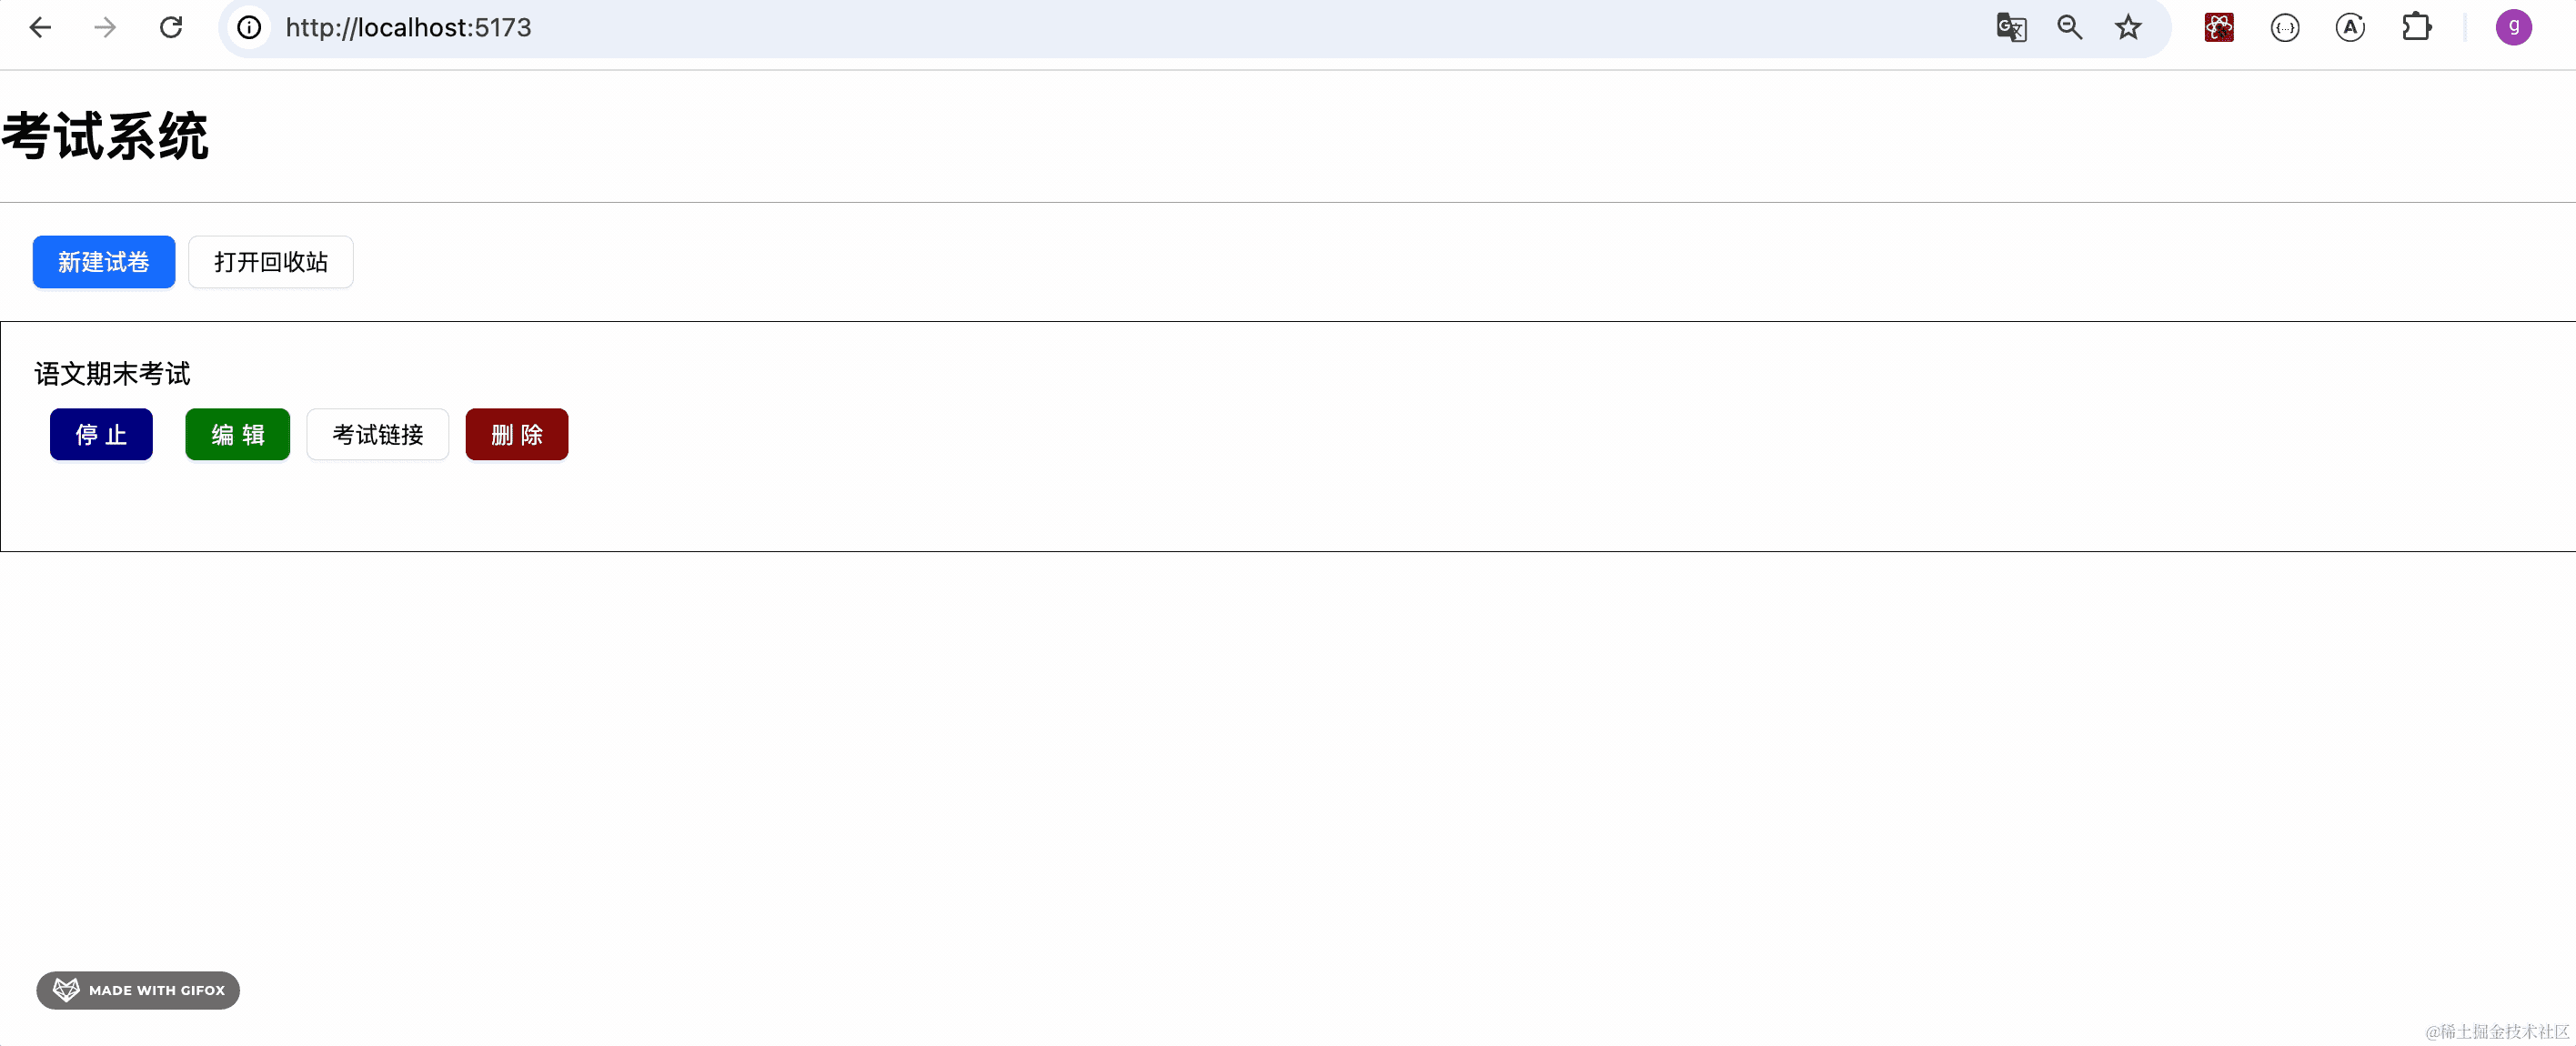 http://localhost:5173
g
考试系统
新建试卷 打开回收站
语文期末考试
停 止 编 辑 考试链接 删 除
MADE WITH GIFOX
@稀土掘金技术社区